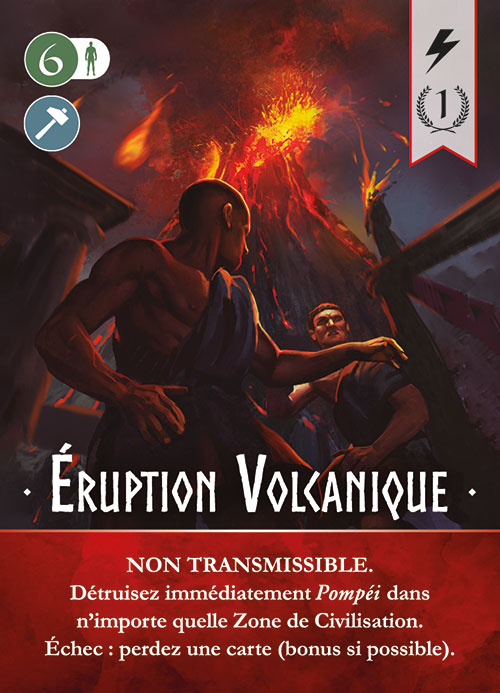 6
1
Éruption Volcanique
NON TRANSMISSIBLE.
Détruisez immédiatement Pompéi dans
n’importe quelle Zone de Civilisation.
Échec : perdez une carte (bonus si possible).